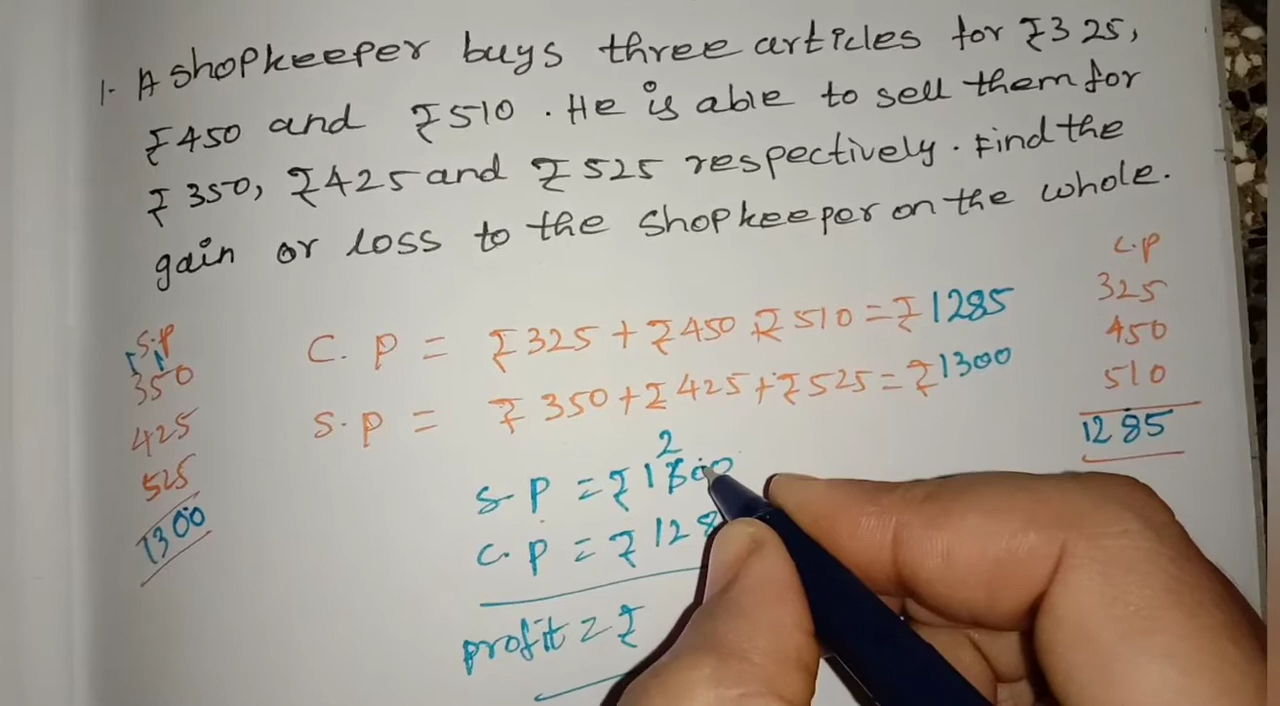 1. A shopkeeper buys three articles for ₹325,
₹450 and ₹510. He is able to sell them for
₹350, ₹425 and ₹525 respectively. Find the
gain or loss to the shopkeeper on the whole.
C.P
325
450
510
1285
S.P
350
425
525
1300
C.P = ₹325 + ₹450 ₹510 = ₹1285
S.P = ₹350 + ₹425 + ₹525 = ₹1300
2
S.P = ₹1300
C.P = ₹128
profit = ₹